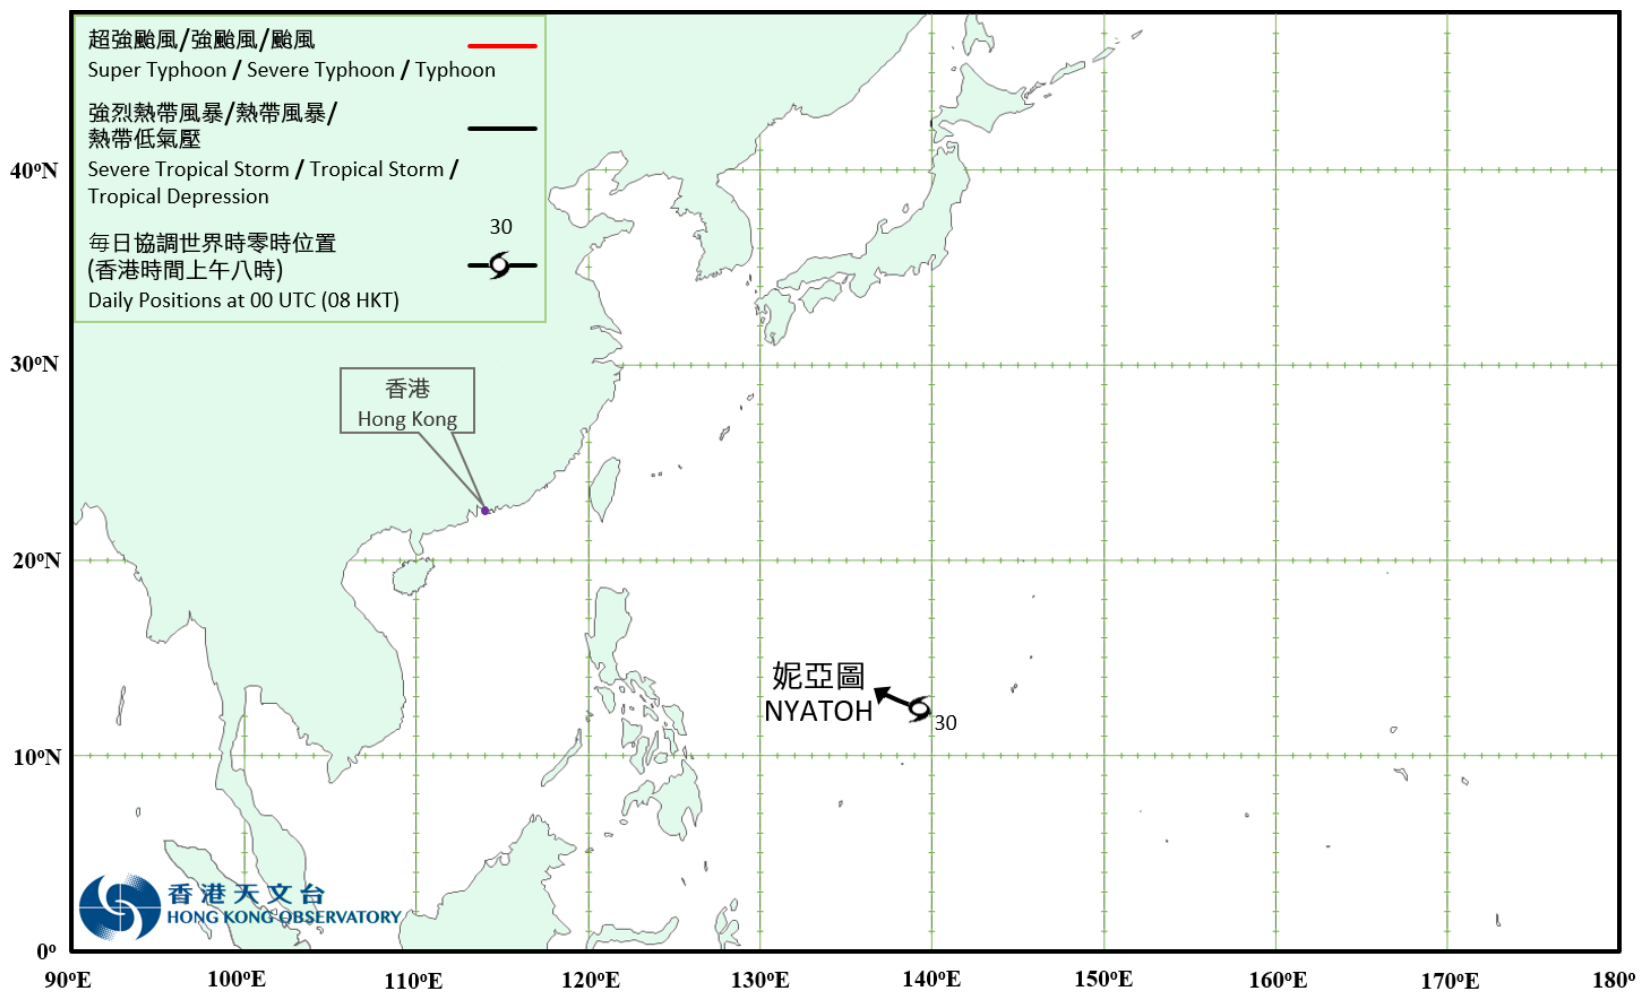 超強颱風/強颱風/颱風
Super Typhoon / Severe Typhoon / Typhoon
強烈熱帶風暴/熱帶風暴/
熱帶低氣壓
Severe Tropical Storm / Tropical Storm /
Tropical Depression
30
每日協調世界時零時位置
(香港時間上午八時)
Daily Positions at 00 UTC (08 HKT)
40ºN
30ºN
香港
Hong Kong
20ºN
妮亞圖
NYATOH
30
10ºN
香港天文台
HONG KONG OBSERVATORY
0º
90ºE 100ºE 110ºE 120ºE 130ºE 140ºE 150ºE 160ºE 170ºE 180º